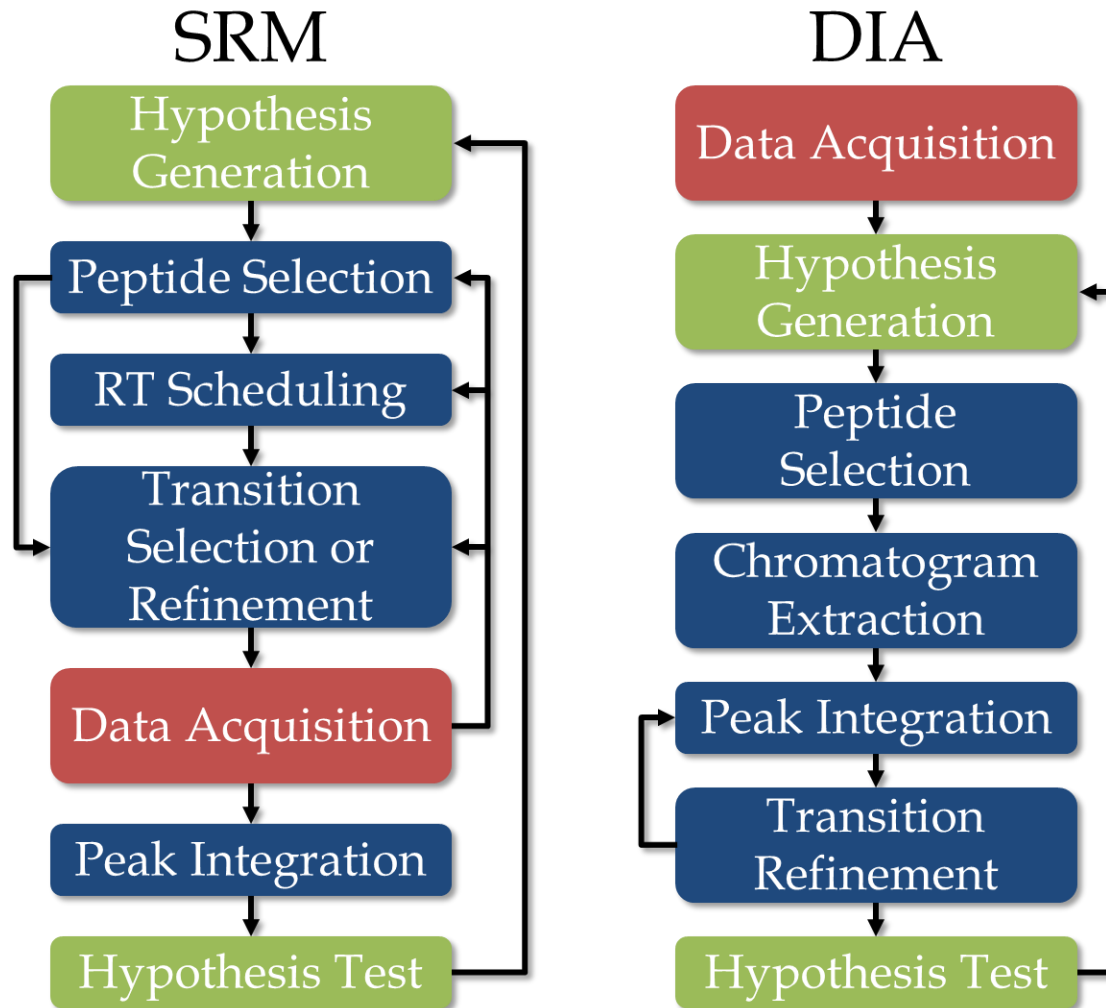 SRM
Hypothesis
Generation
Peptide Selection
RT Scheduling
Transition
Selection or
Refinement
Data Acquisition
Peak Integration
Hypothesis Test
DIA
Data Acquisition
Hypothesis
Generation
Peptide
Selection
Chromatogram
Extraction
Peak Integration
Transition
Refinement
Hypothesis Test